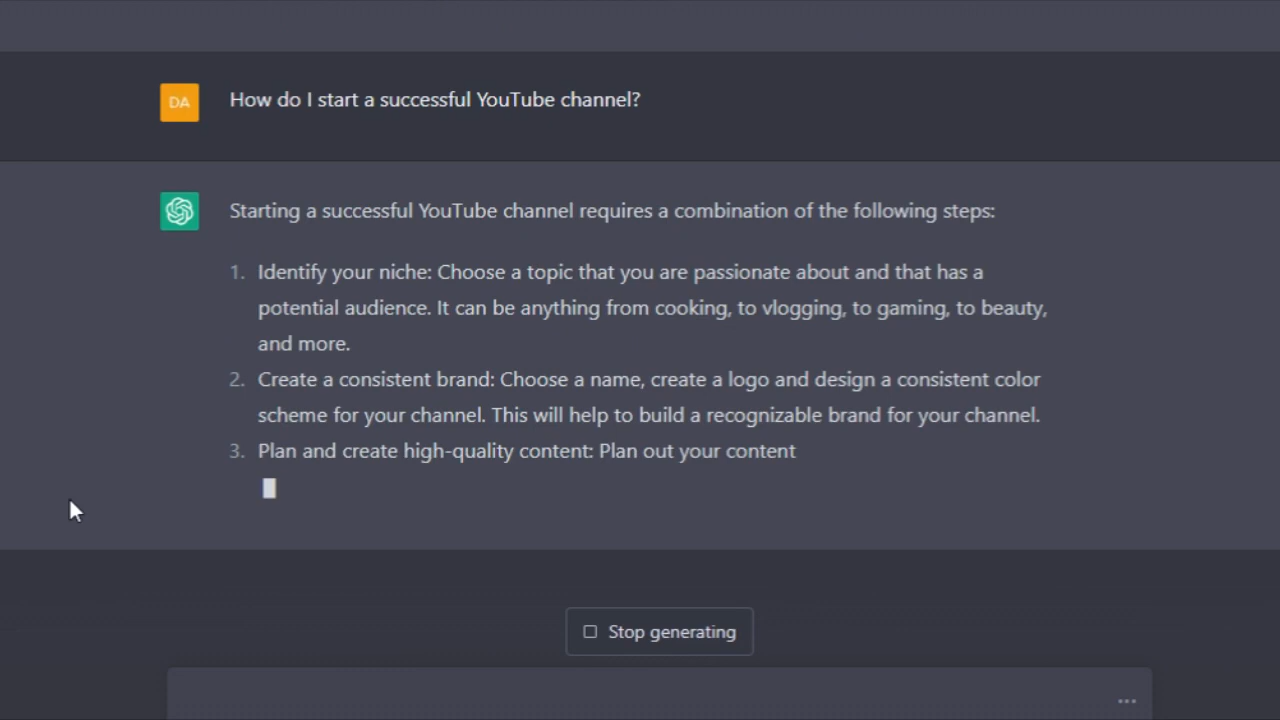 DA
How do I start a successful YouTube channel?
Starting a successful YouTube channel requires a combination of the following steps:
1. Identify your niche: Choose a topic that you are passionate about and that has a
potential audience. It can be anything from cooking, to vlogging, to gaming, to beauty,
and more.
2. Create a consistent brand: Choose a name, create a logo and design a consistent color
scheme for your channel. This will help to build a recognizable brand for your channel.
3. Plan and create high-quality content: Plan out your content
Stop generating